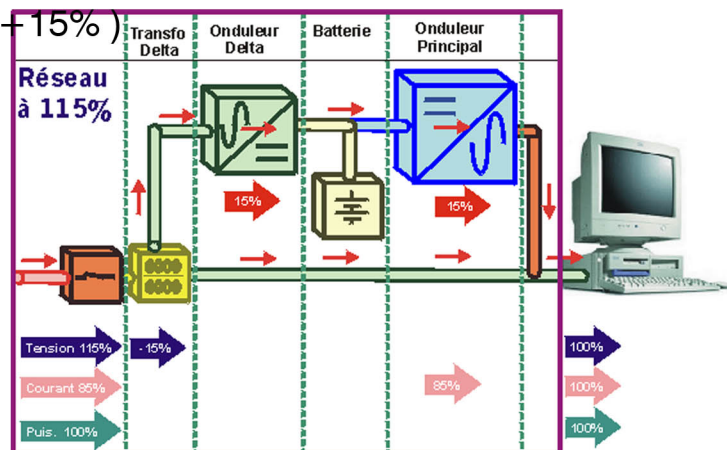 +15% )
Transfo
Delta
Onduleur
Delta
Batterie
Onduleur
Principal
Réseau
à 115%
15%
15%
Tension 115%
-15%
100%
Courant 85%
85%
100%
Puis. 100%
100%